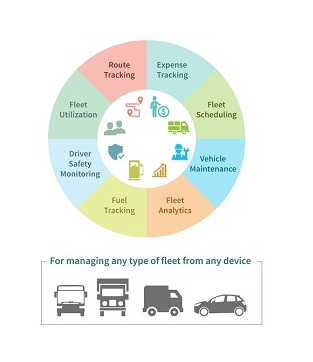 Route
Tracking
Expense
Tracking
Fleet
Scheduling
Vehicle
Maintenance
Fleet
Analytics
Fuel
Tracking
Driver
Safety
Monitoring
Fleet
Utilization
$
For managing any type of fleet from any device